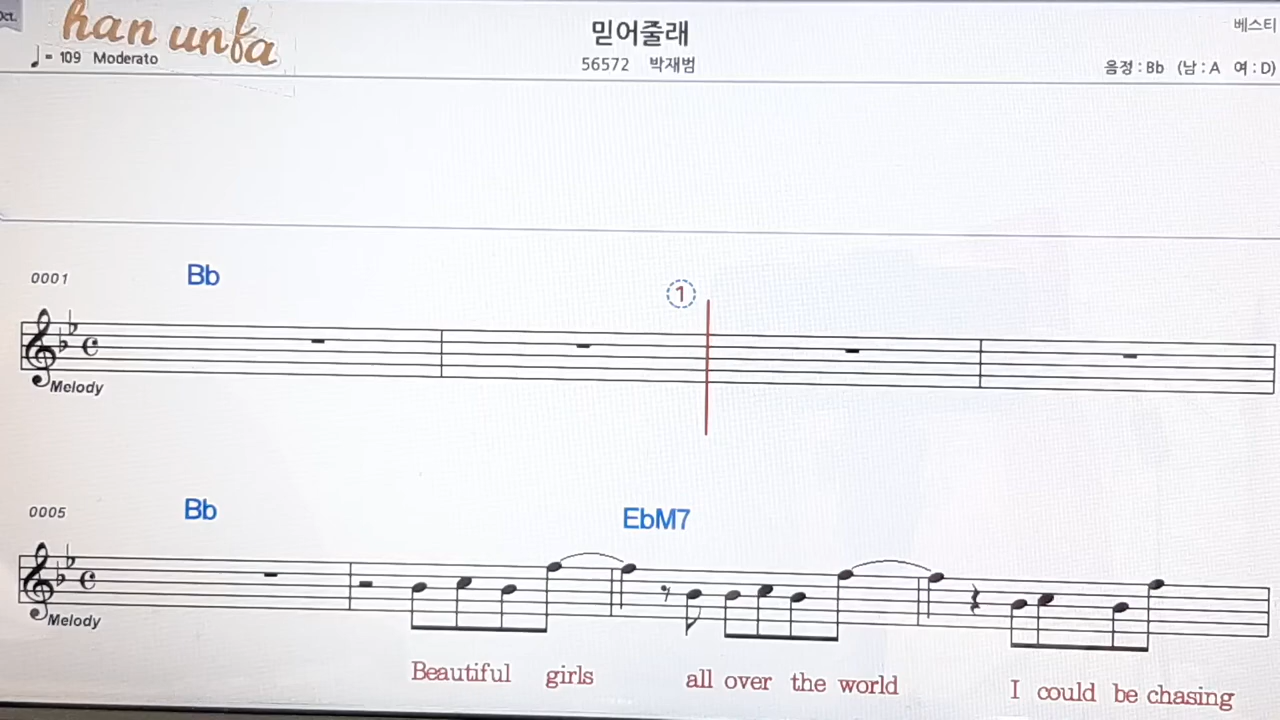 Oct.
han unfa
믿어줄래
베스티
♩= 109 Moderato
56572 박재범
음정 : Bb (남 : A 여 : D)
0001 Bb
1
Melody
0005 Bb EbM7
Melody
Beautiful girls all over the world I could be chasing